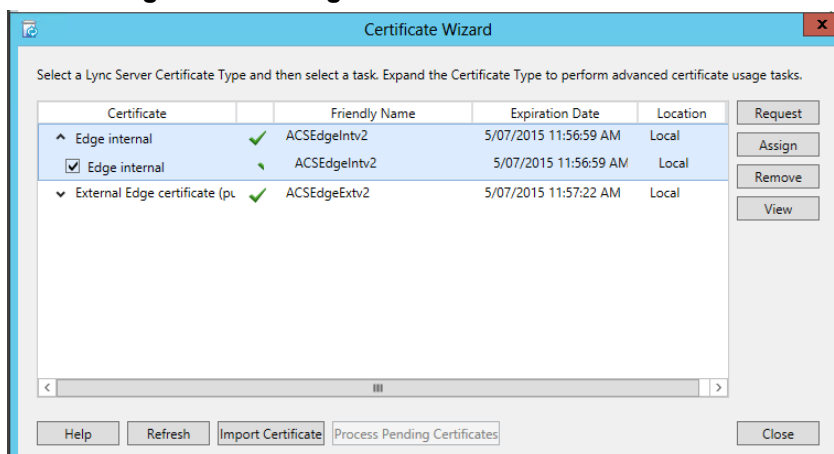 Certificate Wizard
x
Select a Lync Server Certificate Type and then select a task. Expand the Certificate Type to perform advanced certificate usage tasks.
Certificate Friendly Name Expiration Date Location
Edge internal ACSEdgeIntv2 5/07/2015 11:56:59 AM Local
Edge internal ACSEdgeIntv2 5/07/2015 11:56:59 AM Local
External Edge certificate (pu ACSEdgeExtv2 5/07/2015 11:57:22 AM Local
Request
Assign
Remove
View
Help Refresh Import Certificate Process Pending Certificates Close